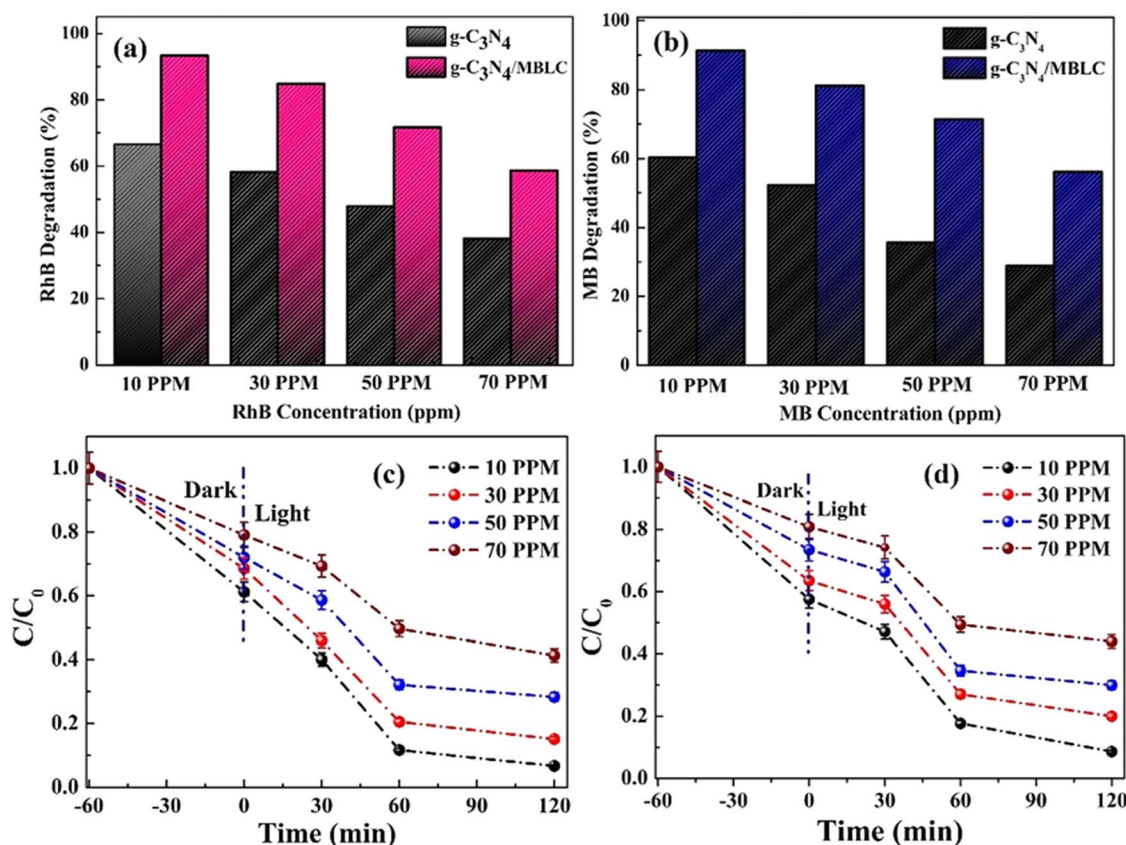 (a)
g-C3N4
g-C3N4/MBLC
RhB Degradation (%)
100
80
60
40
20
0
10 PPM 30 PPM 50 PPM 70 PPM
RhB Concentration (ppm)
(b)
g-C3N4
g-C3N4/MBLC
MB Degradation (%)
100
80
60
40
20
0
10 PPM 30 PPM 50 PPM 70 PPM
MB Concentration (ppm)
(c)
Dark
Light
10 PPM
30 PPM
50 PPM
70 PPM
C/C0
1.0
0.8
0.6
0.4
0.2
0.0
-60 -30 0 30 60 90 120
Time (min)
(d)
Dark
Light
10 PPM
30 PPM
50 PPM
70 PPM
C/C0
1.0
0.8
0.6
0.4
0.2
0.0
-60 -30 0 30 60 90 120
Time (min)